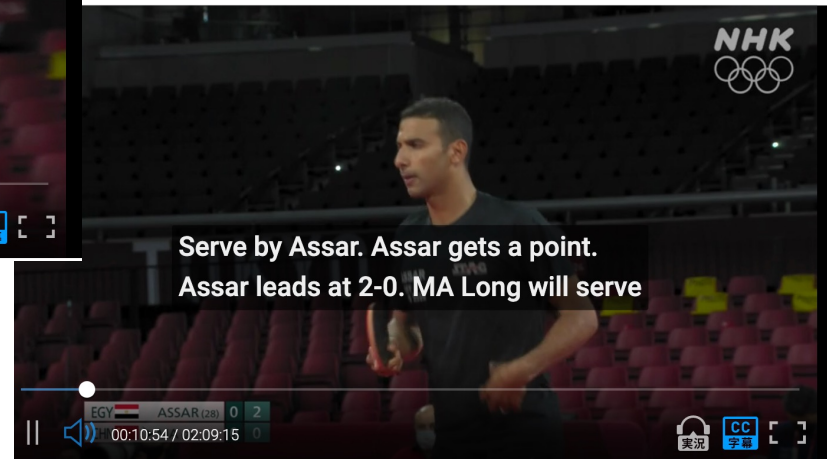 NHK
Serve by Assar. Assar gets a point.
Assar leads at 2-0. MA Long will serve
EGY ASSAR (28) 0 2
0
00:10:54 / 02:09:15
実況
CC
字幕